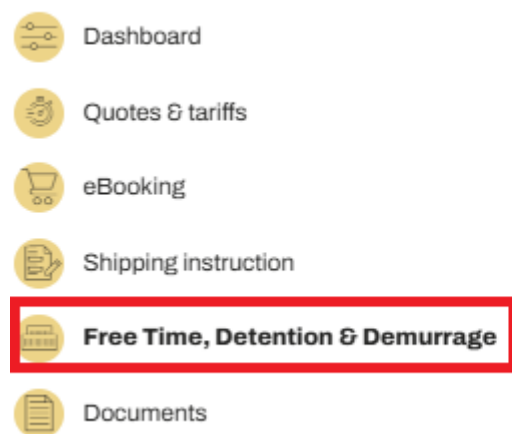 Dashboard
Quotes & tariffs
eBooking
Shipping instruction
Free Time, Detention & Demurrage
Documents